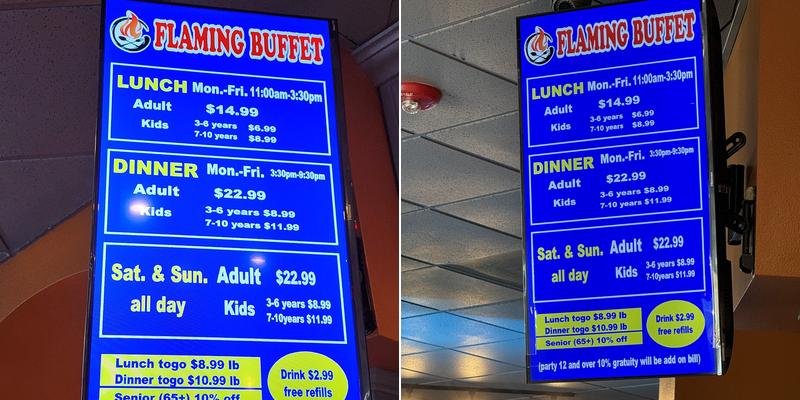 FLAMING BUFFET
LUNCH Mon.-Fri. 11:00am-3:30pm
Adult $14.99
Kids 3-6 years $6.99
7-10 years $8.99
DINNER Mon.-Fri. 3:30pm-9:30pm
Adult $22.99
Kids 3-6 years $8.99
7-10 years $11.99
Sat. & Sun. Adult $22.99
all day Kids 3-6 years $8.99
7-10years $11.99
Lunch togo $8.99 lb
Dinner togo $10.99 lb
Senior (65+) 10% off
Drink $2.99
free refills
FLAMING BUFFET
LUNCH Mon.-Fri. 11:00am-3:30pm
Adult $14.99
Kids 3-6 years $6.99
7-10 years $8.99
DINNER Mon.-Fri. 3:30pm-9:30pm
Adult $22.99
Kids 3-6 years $8.99
7-10 years $11.99
Sat. & Sun. Adult $22.99
all day Kids 3-6 years $8.99
7-10years $11.99
Lunch togo $8.99 lb
Dinner togo $10.99 lb
Senior (65+) 10% off
Drink $2.99
free refills
(party 12 and over 10% gratuity will be add on bill)